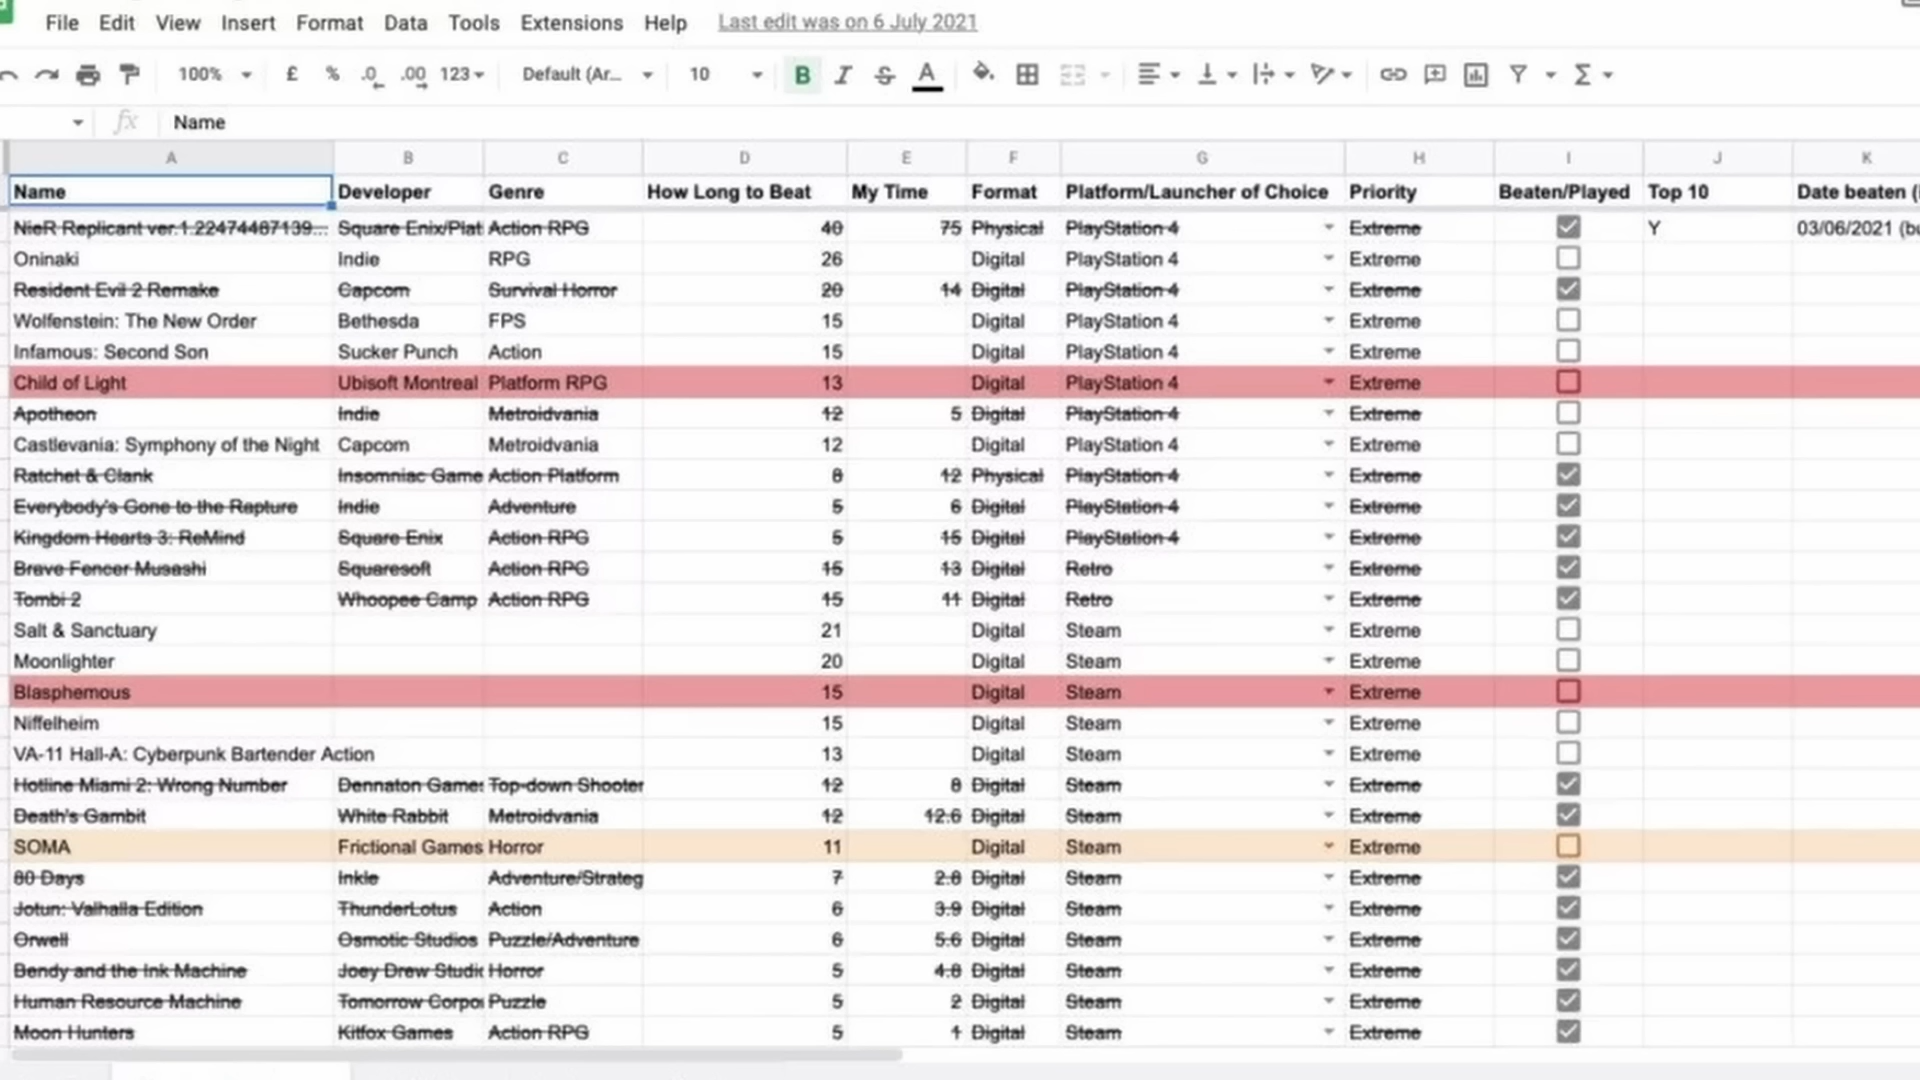 File Edit View Insert Format Data Tools Extensions Help Last edit was on 6 July 2021
100% £ % .0 .00 123 Default (Ar... 10 B I S A Σ
fx Name
A B C D E F G H I J K
Name Developer Genre How Long to Beat My Time Format Platform/Launcher of Choice Priority Beaten/Played Top 10 Date beaten (
NieR Replicant ver.1.22474487139... Square Enix/Plat Action RPG 40 75 Physical PlayStation 4 Extreme Y 03/06/2021 (bu
Oninaki Indie RPG 26 Digital PlayStation 4 Extreme
Resident Evil 2 Remake Capcom Survival Horror 20 14 Digital PlayStation 4 Extreme
Wolfenstein: The New Order Bethesda FPS 15 Digital PlayStation 4 Extreme
Infamous: Second Son Sucker Punch Action 15 Digital PlayStation 4 Extreme
Child of Light Ubisoft Montreal Platform RPG 13 Digital PlayStation 4 Extreme
Apotheon Indie Metroidvania 12 5 Digital PlayStation 4 Extreme
Castlevania: Symphony of the Night Capcom Metroidvania 12 Digital PlayStation 4 Extreme
Ratchet & Clank Insomniac Game Action Platform 8 12 Physical PlayStation 4 Extreme
Everybody's Gone to the Rapture Indie Adventure 5 6 Digital PlayStation 4 Extreme
Kingdom Hearts 3: ReMind Square Enix Action RPG 5 15 Digital PlayStation 4 Extreme
Brave Fencer Musashi Squaresoft Action RPG 15 13 Digital Retro Extreme
Tombi 2 Whoopee Camp Action RPG 15 11 Digital Retro Extreme
Salt & Sanctuary 21 Digital Steam Extreme
Moonlighter 20 Digital Steam Extreme
Blasphemous 15 Digital Steam Extreme
Niffelheim 15 Digital Steam Extreme
VA-11 Hall-A: Cyberpunk Bartender Action 13 Digital Steam Extreme
Hotline Miami 2: Wrong Number Dennaton Games Top-down Shooter 12 8 Digital Steam Extreme
Death's Gambit White Rabbit Metroidvania 12 12.6 Digital Steam Extreme
SOMA Frictional Games Horror 11 Digital Steam Extreme
80 Days Inkle Adventure/Strateg 7 2.8 Digital Steam Extreme
Jotun: Valhalla Edition ThunderLotus Action 6 3.9 Digital Steam Extreme
Orwell Osmotic Studios Puzzle/Adventure 6 5.6 Digital Steam Extreme
Bendy and the Ink Machine Joey Drew Studi Horror 5 4.8 Digital Steam Extreme
Human Resource Machine Tomorrow Corpo Puzzle 5 2 Digital Steam Extreme
Moon Hunters Kitfox Games Action RPG 5 1 Digital Steam Extreme